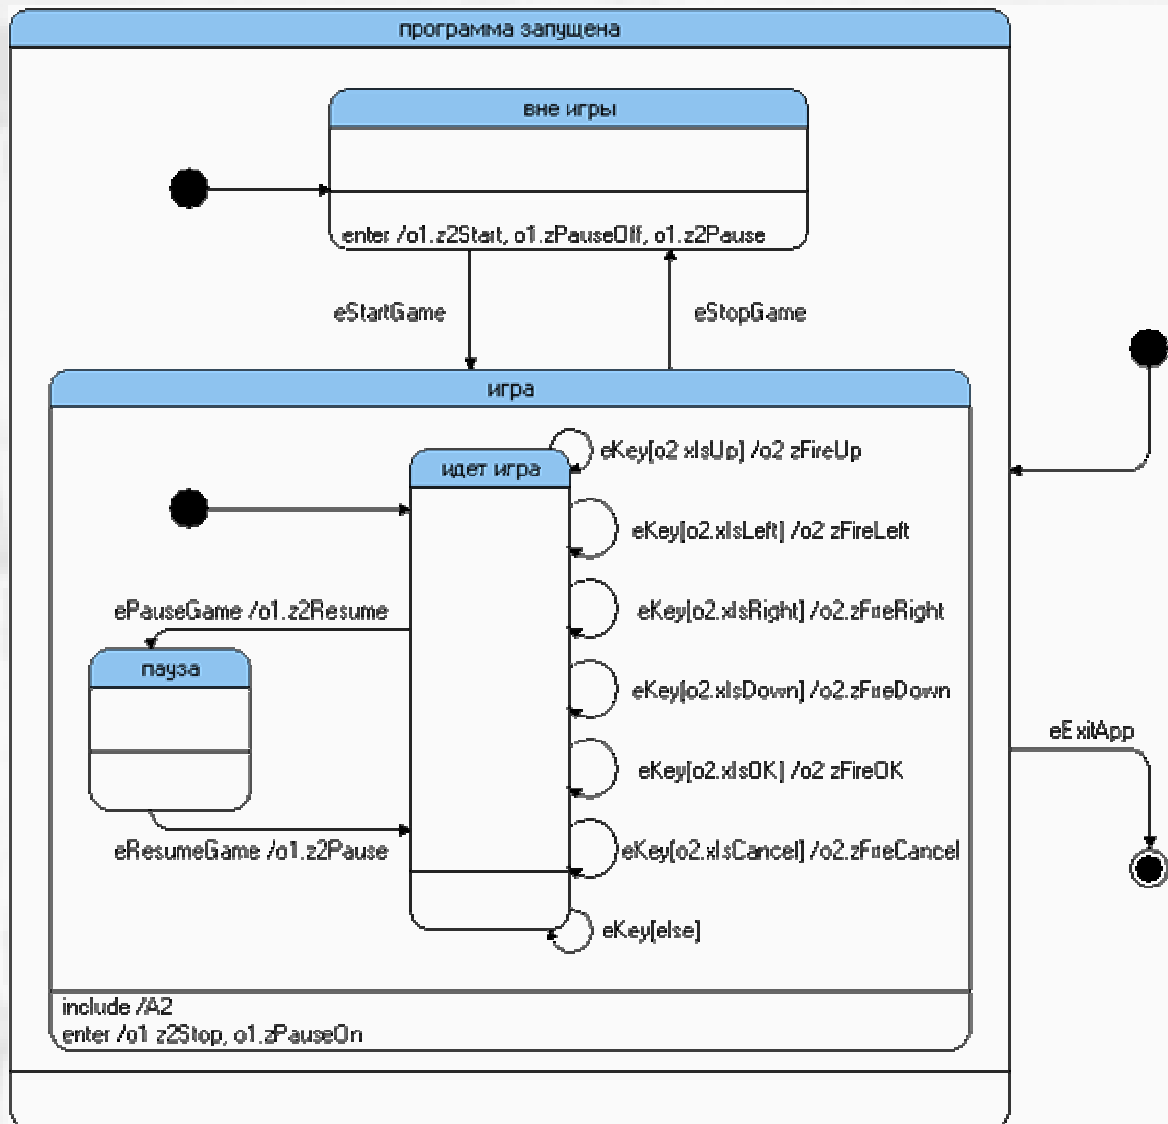 программа запущена
вне игры
enter /o1.z2Start, o1.zPauseOff, o1.z2Pause
eStartGame
eStopGame
игра
eKey[o2.xIsUp] /o2.zFireUp
идет игра
eKey[o2.xIsLeft] /o2.zFireLeft
ePauseGame /o1.z2Resume
eKey[o2.xIsRight] /o2.zFireRight
пауза
eKey[o2.xIsDown] /o2.zFireDown
eExitApp
eKey[o2.xIsOK] /o2.zFireOK
eResumeGame /o1.z2Pause
eKey[o2.xIsCancel] /o2.zFireCancel
eKey[else]
include /A2
enter /o1.z2Stop, o1.zPauseOn